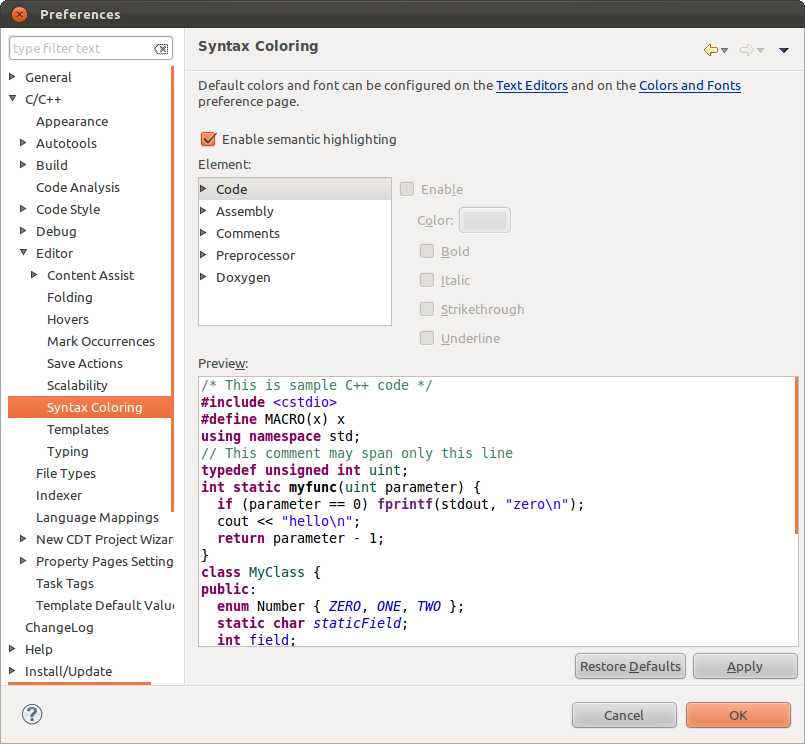 Preferences
type filter text
General
C/C++
Appearance
Autotools
Build
Code Analysis
Code Style
Debug
Editor
Content Assist
Folding
Hovers
Mark Occurrences
Save Actions
Scalability
Syntax Coloring
Templates
Typing
File Types
Indexer
Language Mappings
New CDT Project Wizar
Property Pages Setting
Task Tags
Template Default Valu
ChangeLog
Help
Install/Update
Syntax Coloring
Default colors and font can be configured on the Text Editors and on the Colors and Fonts
preference page.
Enable semantic highlighting
Element:
Code
Assembly
Comments
Preprocessor
Doxygen
Enable
Color:
Bold
Italic
Strikethrough
Underline
Preview:
/* This is sample C++ code */
#include <cstdio>
#define MACRO(x) x
using namespace std;
// This comment may span only this line
typedef unsigned int uint;
int static myfunc(uint parameter) {
  if (parameter == 0) fprintf(stdout, "zero\n");
  cout << "hello\n";
  return parameter - 1;
}
class MyClass {
public:
  enum Number { ZERO, ONE, TWO };
  static char staticField;
  int field;
Restore Defaults
Apply
?
Cancel
OK